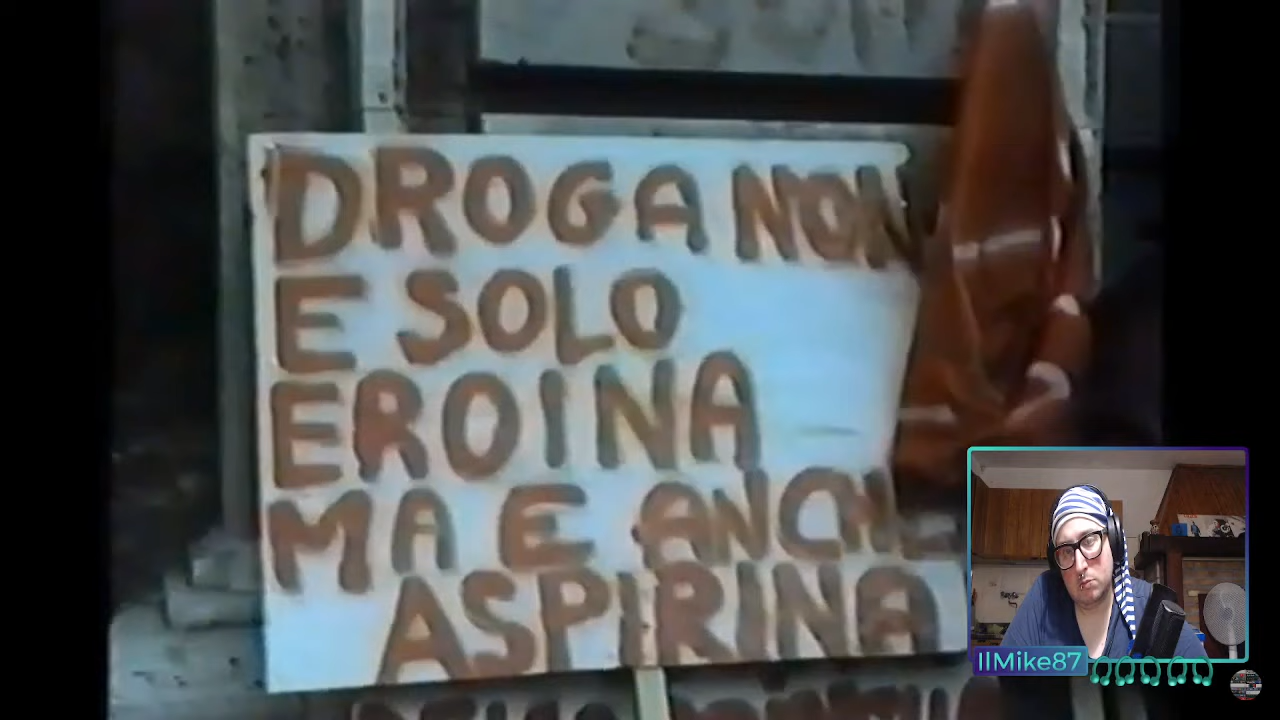 DROGA NON
E SOLO
EROINA
MA E ANCHE
ASPIRINA
IlMike87